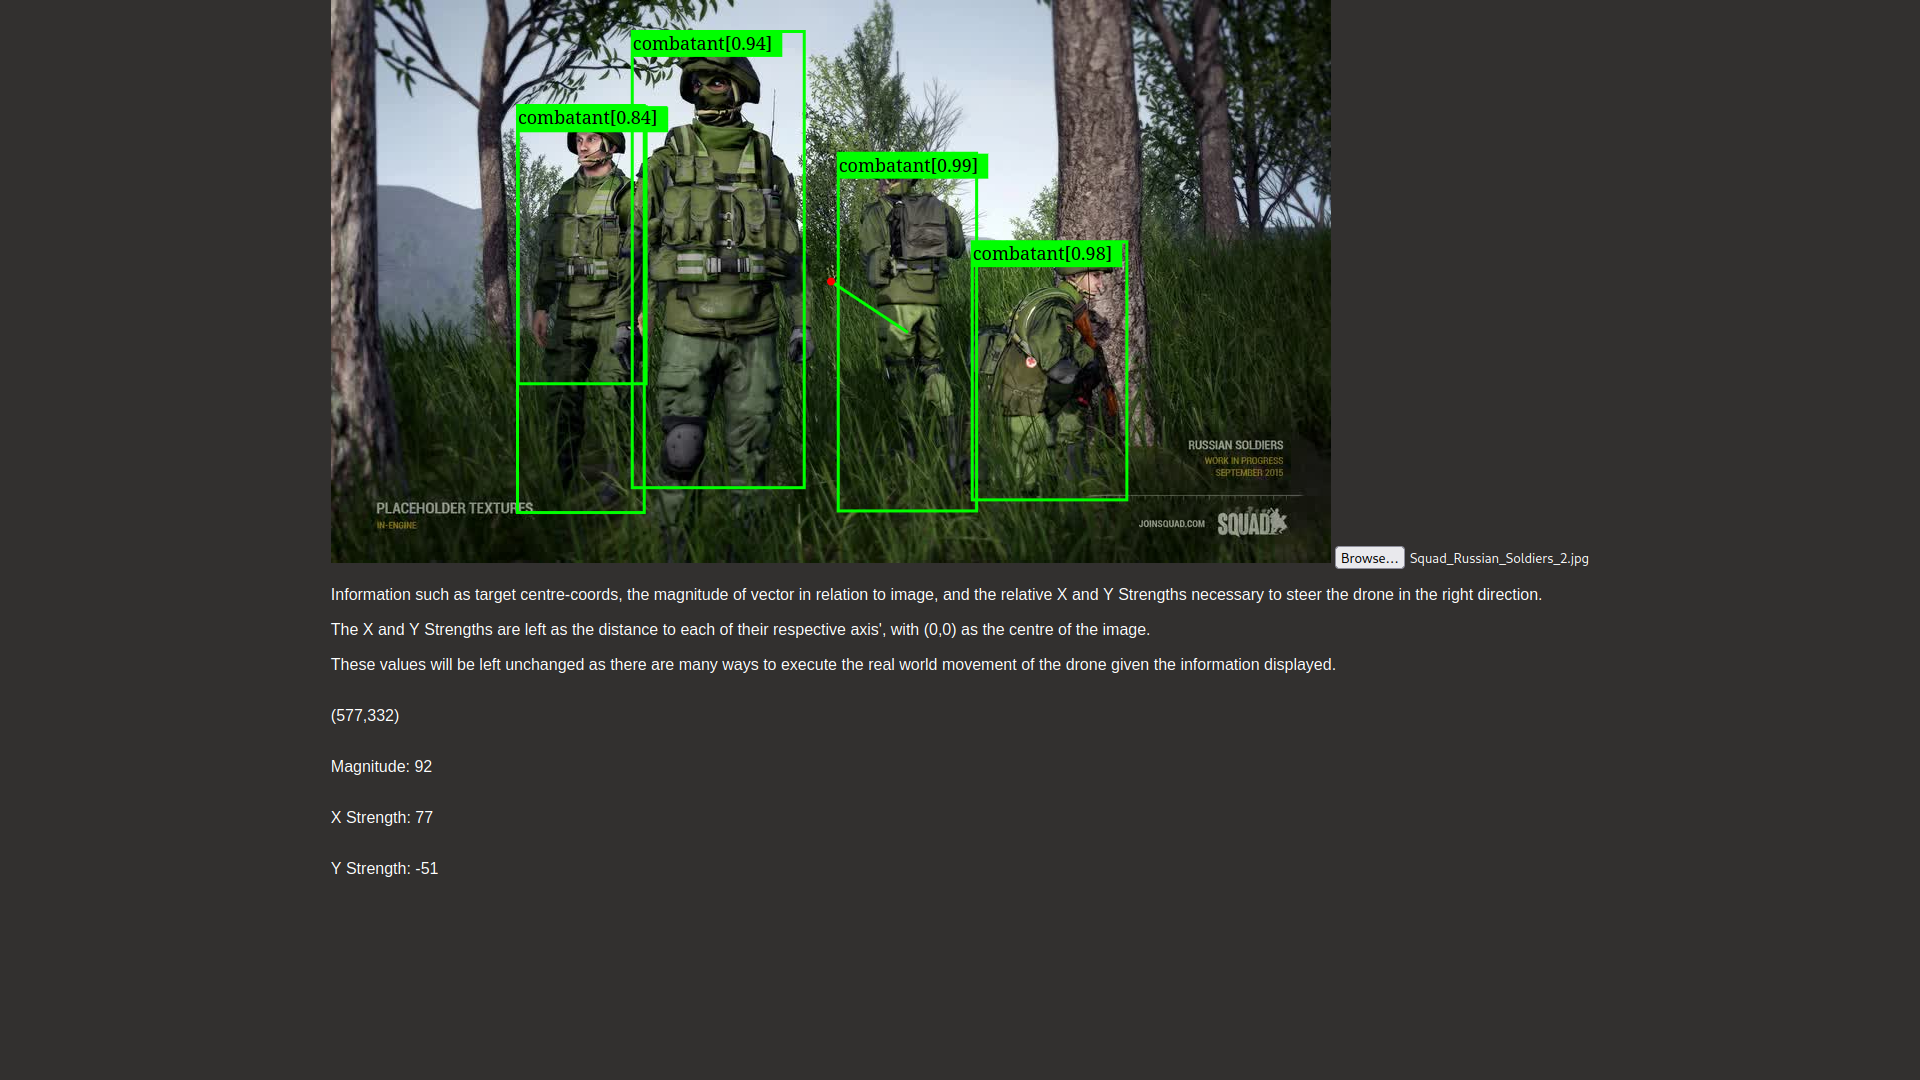 combatant[0.94]
combatant[0.84]
combatant[0.99]
combatant[0.98]
RUSSIAN SOLDIERS
WORK IN PROGRESS
SEPTEMBER 2015
PLACEHOLDER TEXTURES
IN-ENGINE
JOINSQUAD.COM SQUAD
Browse... Squad_Russian_Soldiers_2.jpg
Information such as target centre-coords, the magnitude of vector in relation to image, and the relative X and Y Strengths necessary to steer the drone in the right direction.
The X and Y Strengths are left as the distance to each of their respective axis', with (0,0) as the centre of the image.
These values will be left unchanged as there are many ways to execute the real world movement of the drone given the information displayed.
(577,332)
Magnitude: 92
X Strength: 77
Y Strength: -51